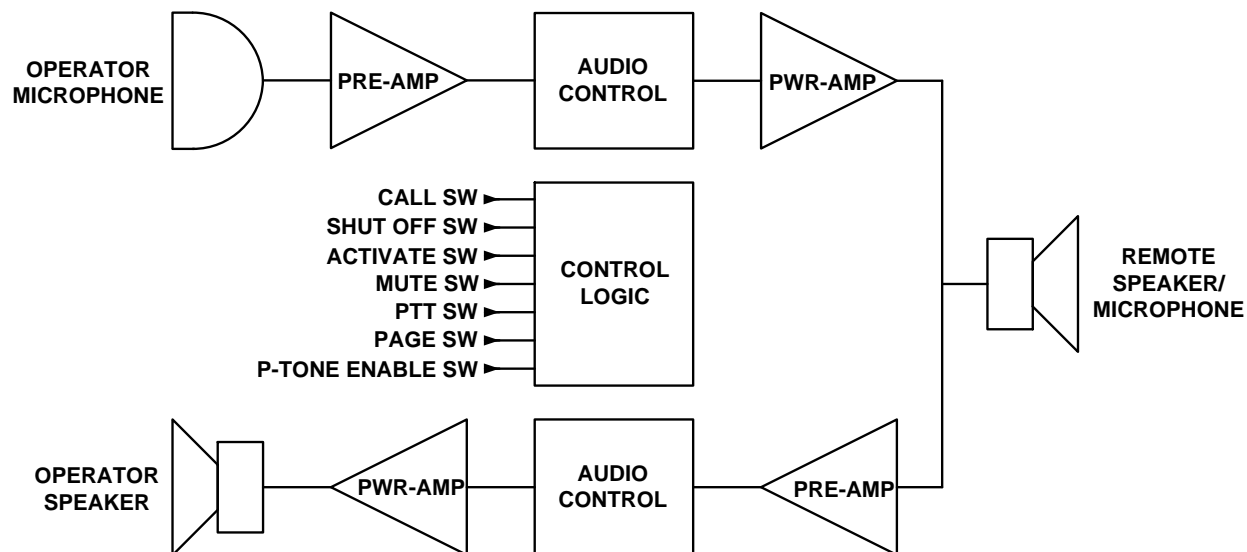 OPERATOR
MICROPHONE
PRE-AMP
AUDIO
CONTROL
PWR-AMP
CALL SW
SHUT OFF SW
ACTIVATE SW
MUTE SW
PTT SW
PAGE SW
P-TONE ENABLE SW
CONTROL
LOGIC
REMOTE
SPEAKER/
MICROPHONE
OPERATOR
SPEAKER
PWR-AMP
AUDIO
CONTROL
PRE-AMP